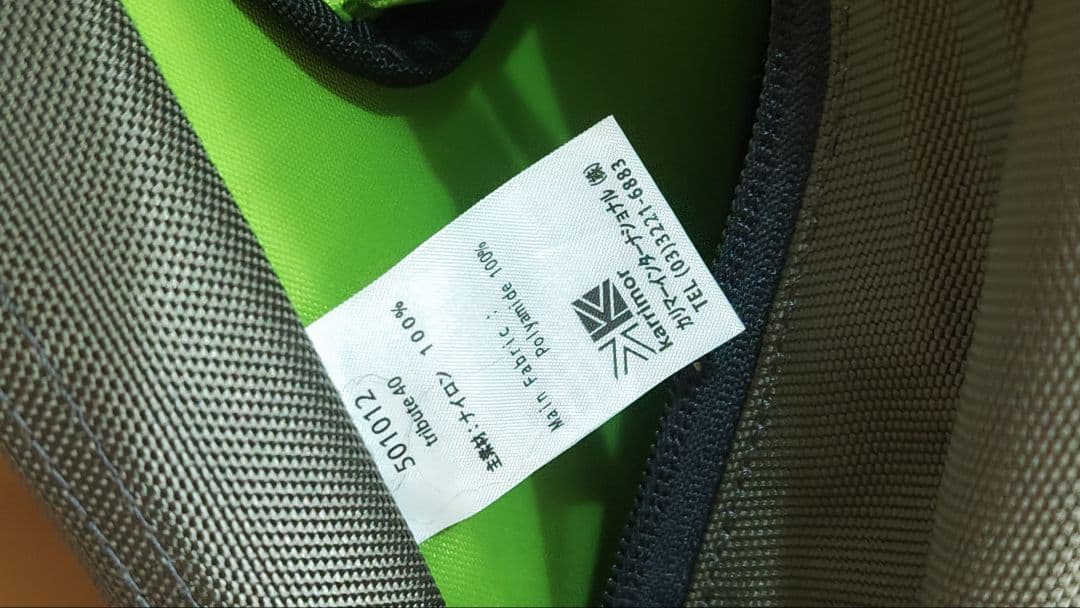 501012
tribute 40
主素材：ナイロン 100%
Main Fabric :
Polyamide 100%
karrimor
カリマーインターナショナル㈱
TEL (03)3221-6883